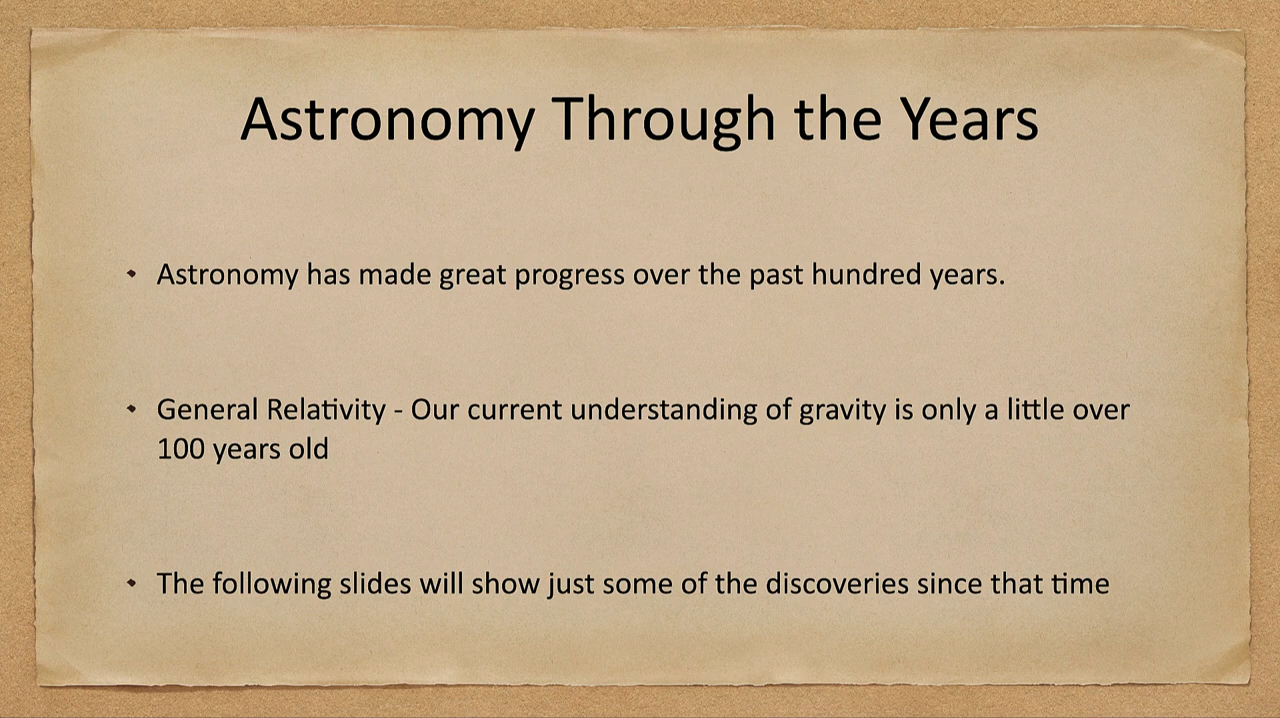 Astronomy Through the Years
• Astronomy has made great progress over the past hundred years.
• General Relativity - Our current understanding of gravity is only a little over
100 years old
• The following slides will show just some of the discoveries since that time